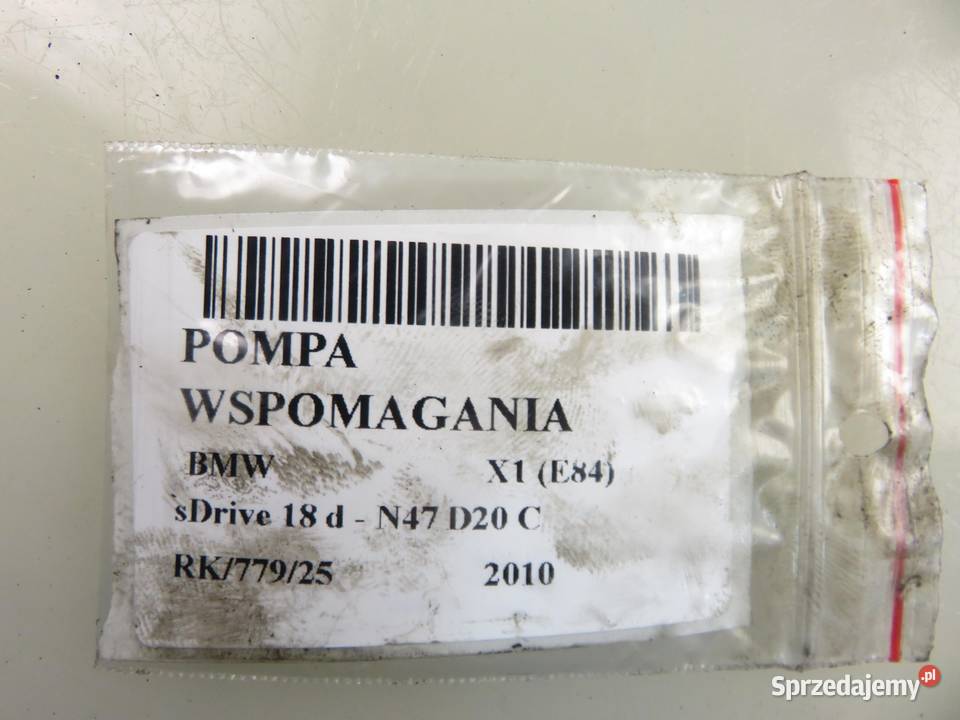 POMPA
WSPOMAGANIA
BMW X1 (E84)
sDrive 18 d - N47 D20 C
RK/779/25 2010
Sprzedajemy.pl